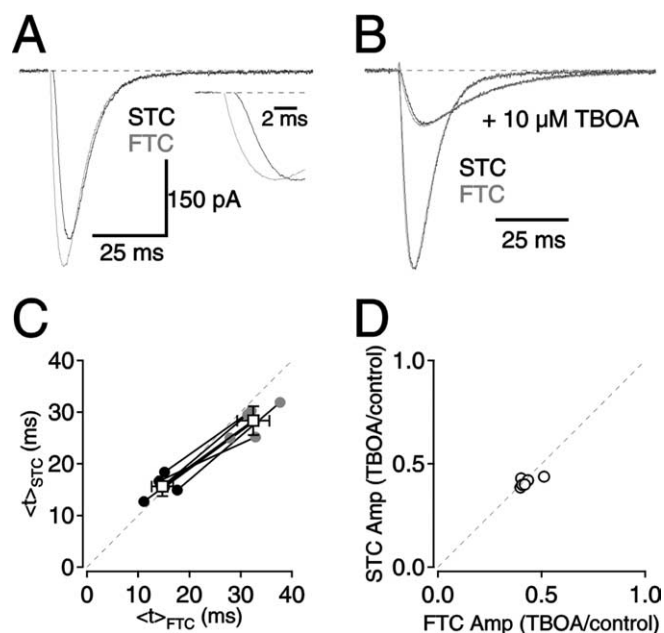 A
STC
FTC
2 ms
150 pA
25 ms
B
+ 10 µM TBOA
STC
FTC
25 ms
C
40
30
20
10
0
<t>STC (ms)
0 10 20 30 40
<t>FTC (ms)
D
1.0
0.5
0.0
STC Amp (TBOA/control)
0.0 0.5 1.0
FTC Amp (TBOA/control)